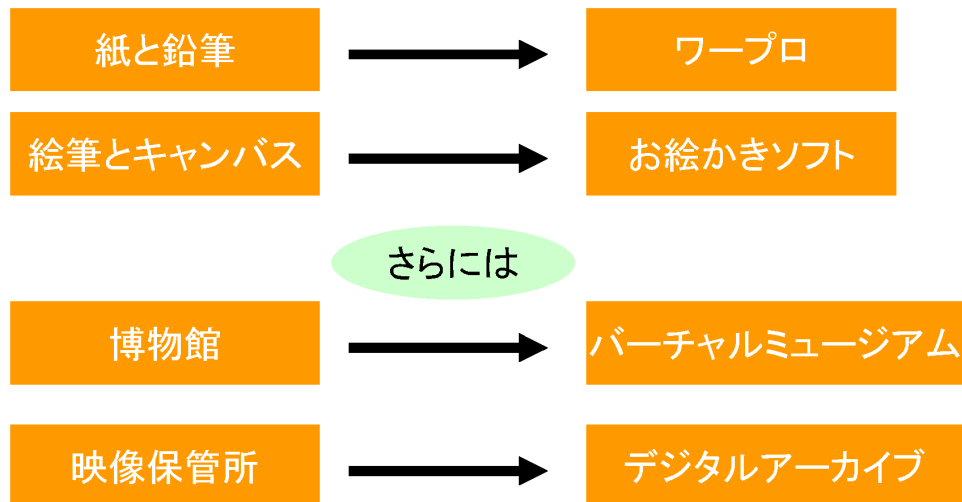 紙と鉛筆
ワープロ
絵筆とキャンバス
お絵かきソフト
さらには
博物館
バーチャルミュージアム
映像保管所
デジタルアーカイブ